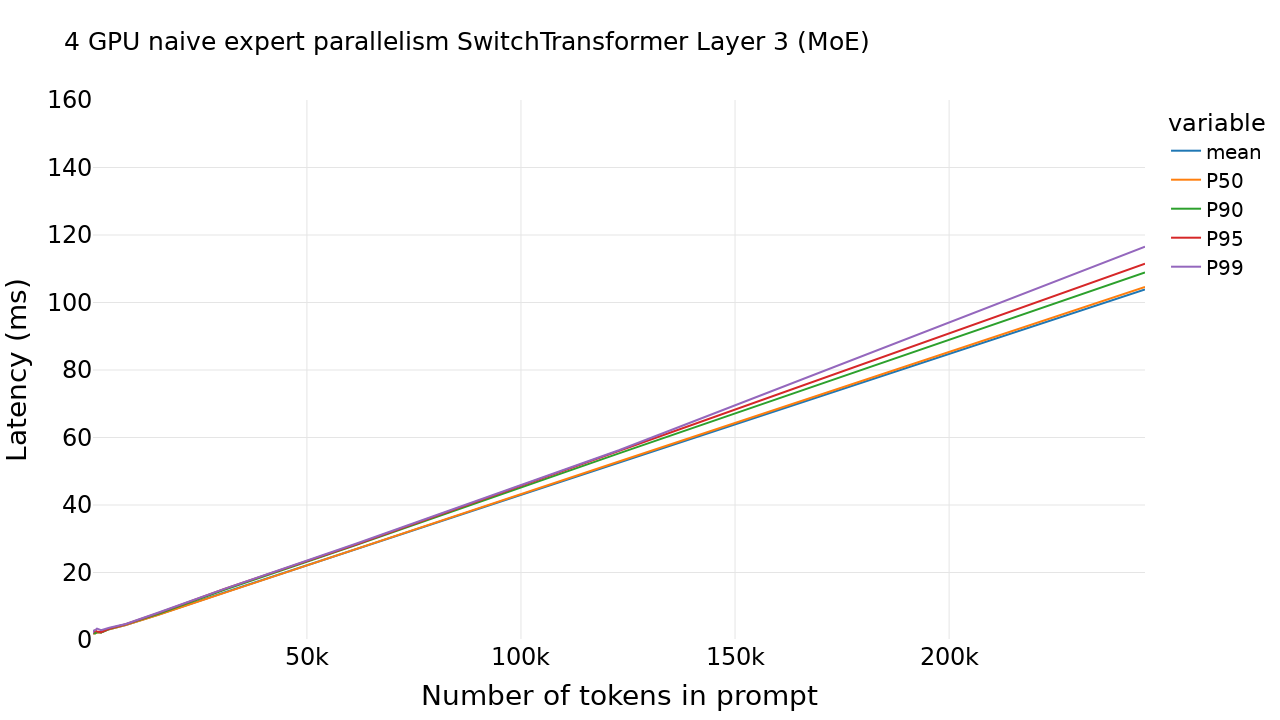 4 GPU naive expert parallelism SwitchTransformer Layer 3 (MoE)
160
140
120
100
80
60
40
20
0
Latency (ms)
50k
100k
150k
200k
Number of tokens in prompt
variable
mean
P50
P90
P95
P99